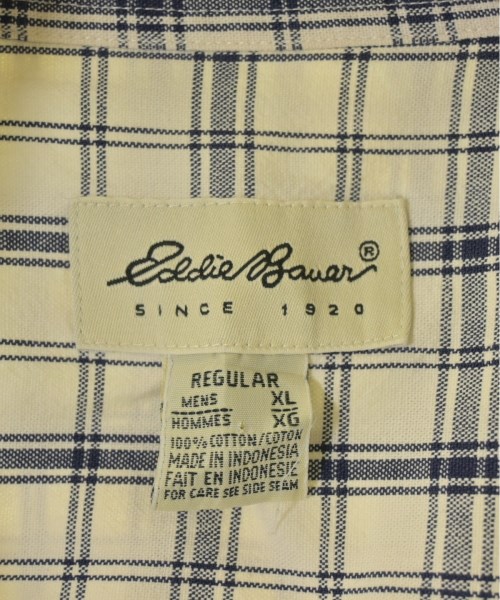 Eddie Bauer®
SINCE 1920
REGULAR
MENS XL
HOMMES XG
100% COTTON/COTON
MADE IN INDONESIA
FAIT EN INDONESIE
FOR CARE SEE SIDE SEAM